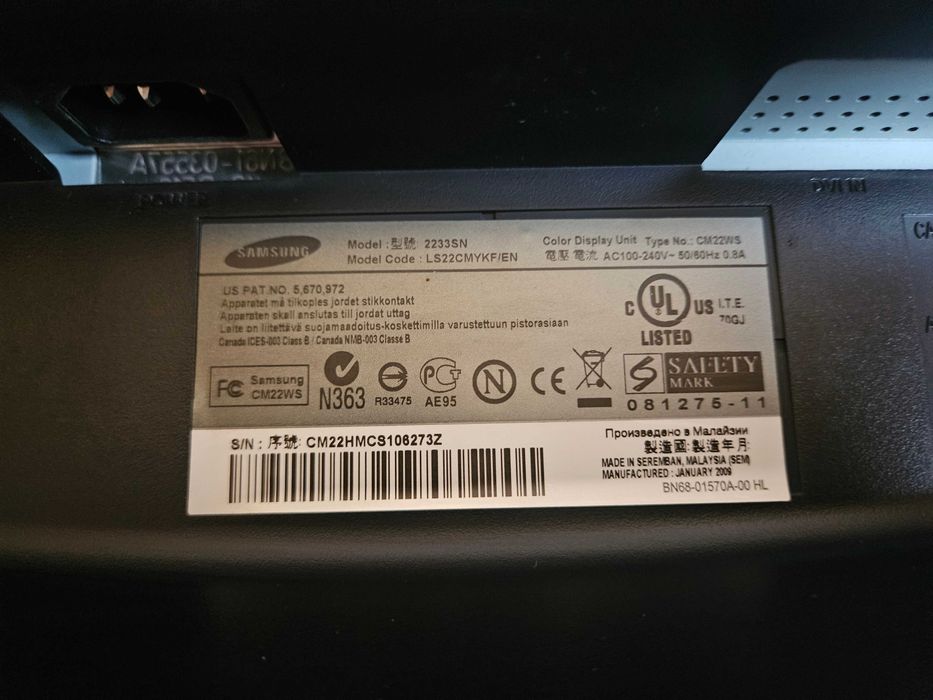 POWER
DVI IN
SAMSUNG
Model : 型號 2233SN
Model Code : LS22CMYKF/EN
Color Display Unit Type No.: CM22WS
電壓 電流 AC100-240V~ 50/60Hz 0.8A
US PAT.NO. 5,670,972
Apparatet må tilkoples jordet stikkontakt
Apparaten skall anslutas till jordat uttag
Laite on liitettävä suojamaadoitus-koskettimilla varustettuun pistorasiaan
Canada ICES-003 Class B / Canada NMB-003 Classe B
C UL US I.T.E.
70GJ
LISTED
FC Samsung
CM22WS
N363
R33475
PCT
AE95
N
CE
S SAFETY
MARK
081275-11
S/N : 序號: CM22HMCS106273Z
Произведено в Малайзии
製造國: 製造年月:
MADE IN SEREMBAN, MALAYSIA (SEM)
MANUFACTURED : JANUARY 2009
BN68-01570A-00 HL
CA